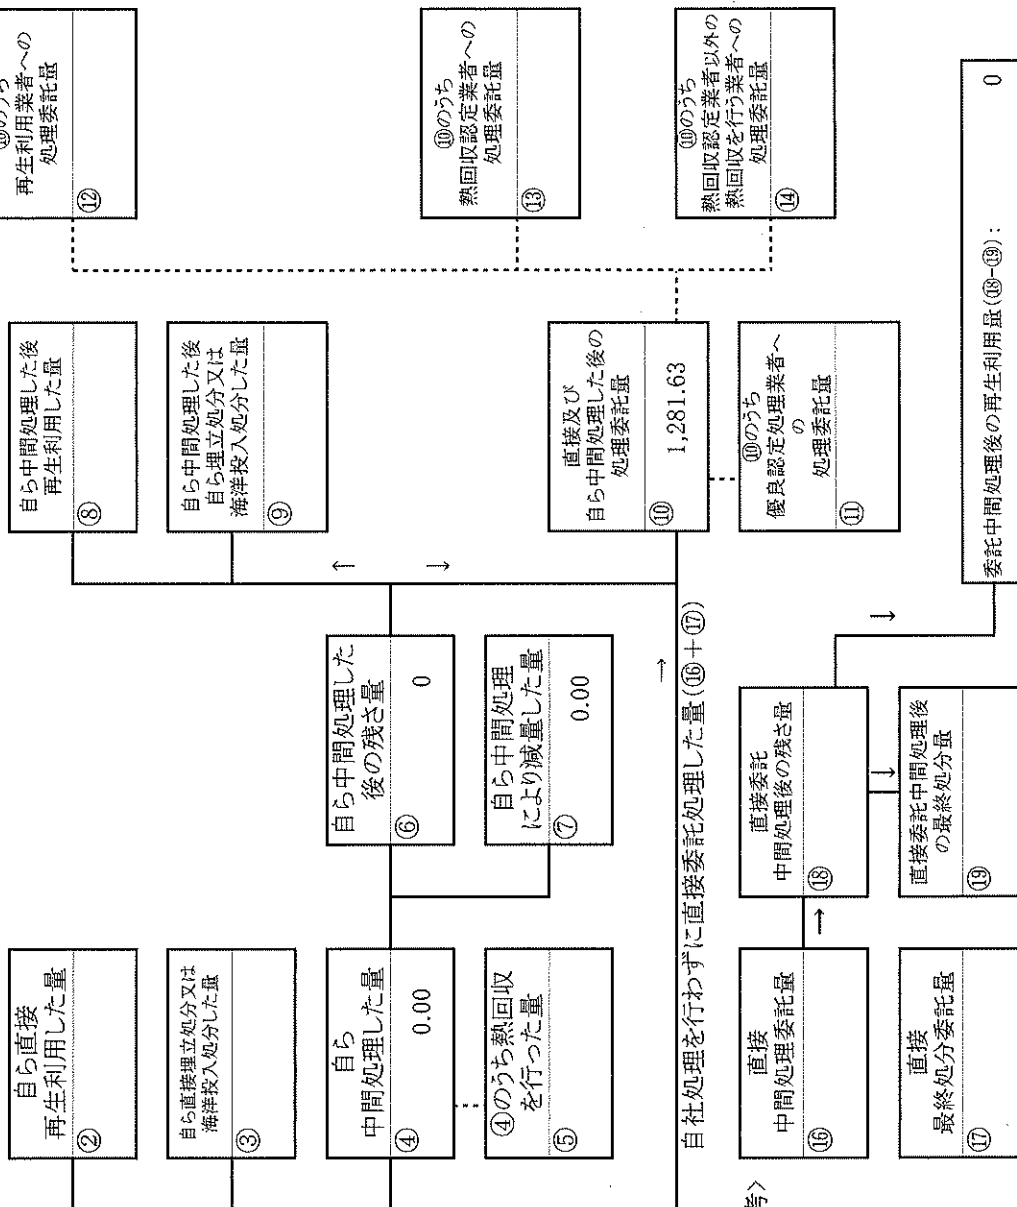 自ら直接
再生利用した量
②
自ら直接埋立処分又は
海洋投入処分した量
③
自ら
中間処理した量
④
0.00
④のうち熱回収
を行った量
⑤
自ら中間処理した
後の残さ量
⑥
0
自ら中間処理
により減量した量
⑦
0.00
自ら中間処理した後
再生利用した量
⑧
自ら中間処理した後
自ら埋立処分又は
海洋投入処分した量
⑨
↑
↓
直接及び
自ら中間処理した後の
処理委託量
⑩
1,281.63
⑩のうち
優良認定処理業者へ
の
処理委託量
⑪
⑩のうち
再生利用業者への
処理委託量
⑫
⑩のうち
熱回収認定業者への
処理委託量
⑬
⑩のうち
熱回収認定業者以外の
熱回収を行う業者への
処理委託量
⑭
自社処理を行わずに直接委託処理した量(⑯+⑰)
→
考>
直接
中間処理委託量
⑯
→
直接
最終処分委託量
⑰
直接委託
中間処理後の残さ量
⑱
↓
直接委託中間処理後
の最終処分量
⑲
↓
委託中間処理後の再生利用量(⑱-⑲):
0